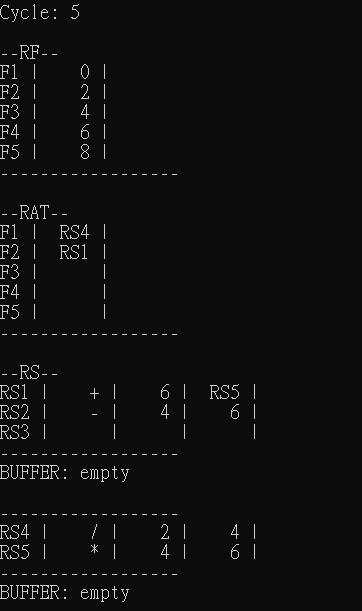 Cycle: 5
--RF--
F1 |    0 |
F2 |    2 |
F3 |    4 |
F4 |    6 |
F5 |    8 |
------------------
--RAT--
F1 |  RS4 |
F2 |  RS1 |
F3 |      |
F4 |      |
F5 |      |
------------------
--RS--
RS1 |    + |    6 |  RS5 |
RS2 |    - |    4 |    6 |
RS3 |      |      |      |
------------------
BUFFER: empty
------------------
RS4 |    / |    2 |    4 |
RS5 |    * |    4 |    6 |
------------------
BUFFER: empty